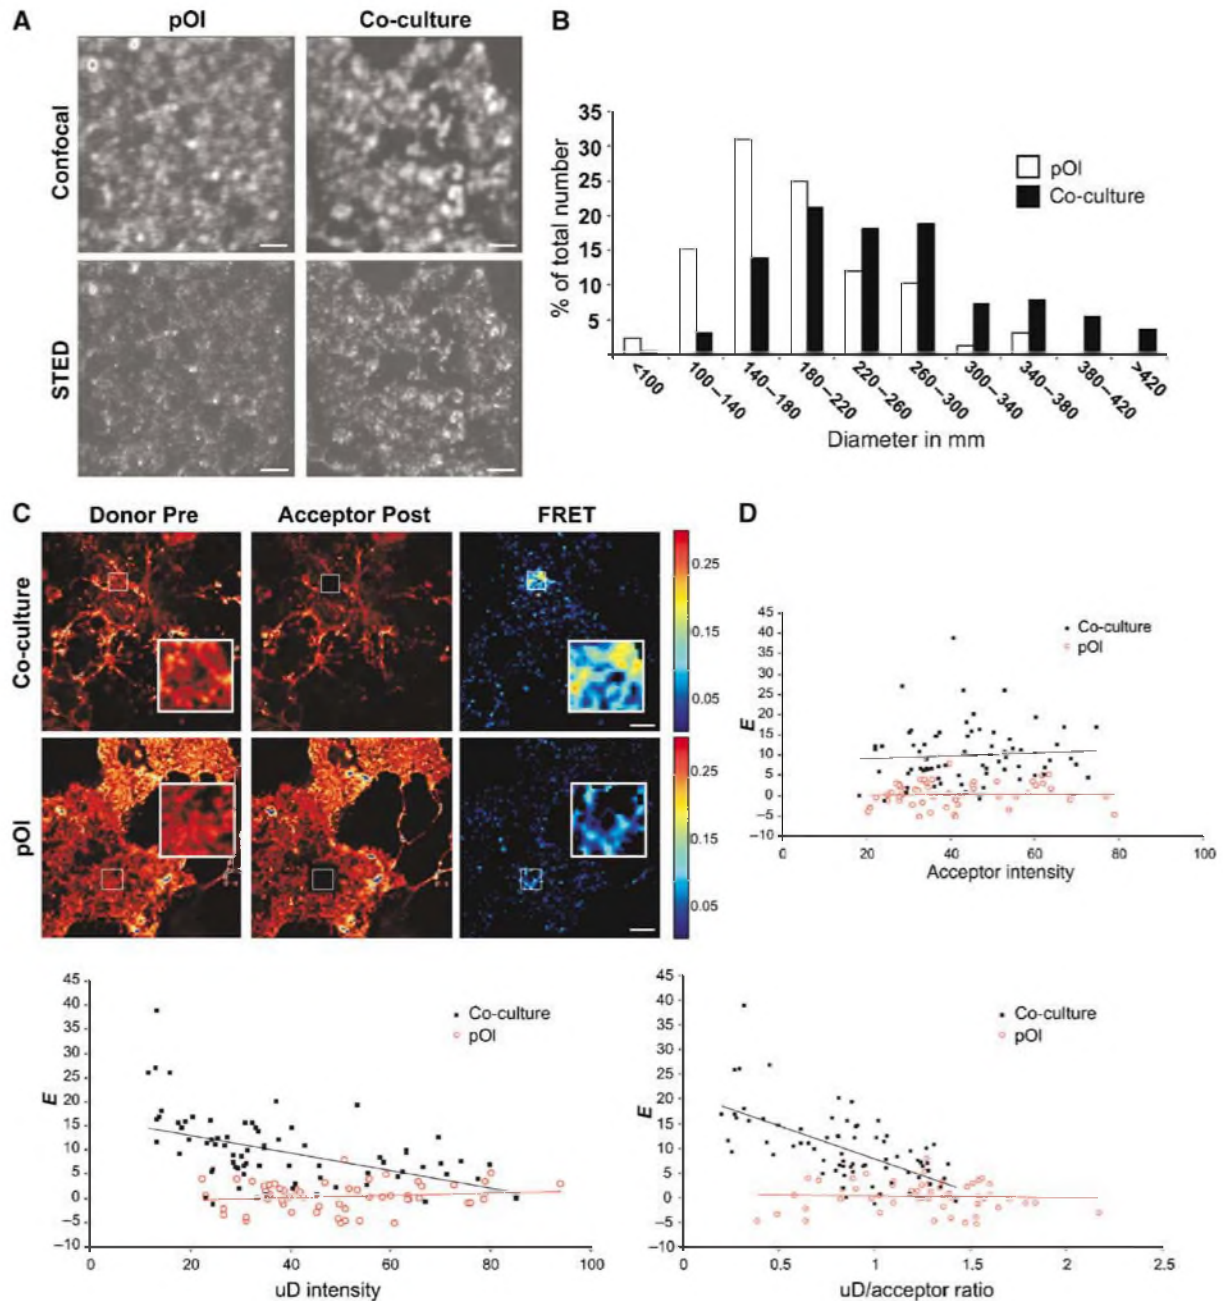 A
pOl
Co-culture
Confocal
STED
B
35
30
25
20
15
10
5
% of total number
pOl
Co-culture
<100
100–140
140–180
180–220
220–260
260–300
300–340
340–380
380–420
>420
Diameter in mm
C
Donor Pre
Acceptor Post
FRET
Co-culture
0.25
0.15
0.05
pOl
0.25
0.15
0.05
D
45
40
35
30
25
20
15
10
5
0
–5
–10
E
Co-culture
pOl
0 20 40 60 80 100
Acceptor intensity
45
40
35
30
25
20
15
10
5
0
–5
–10
E
Co-culture
pOl
0 20 40 60 80 100
uD intensity
45
40
35
30
25
20
15
10
5
0
–5
–10
E
Co-culture
pOl
0 0.5 1 1.5 2 2.5
uD/acceptor ratio